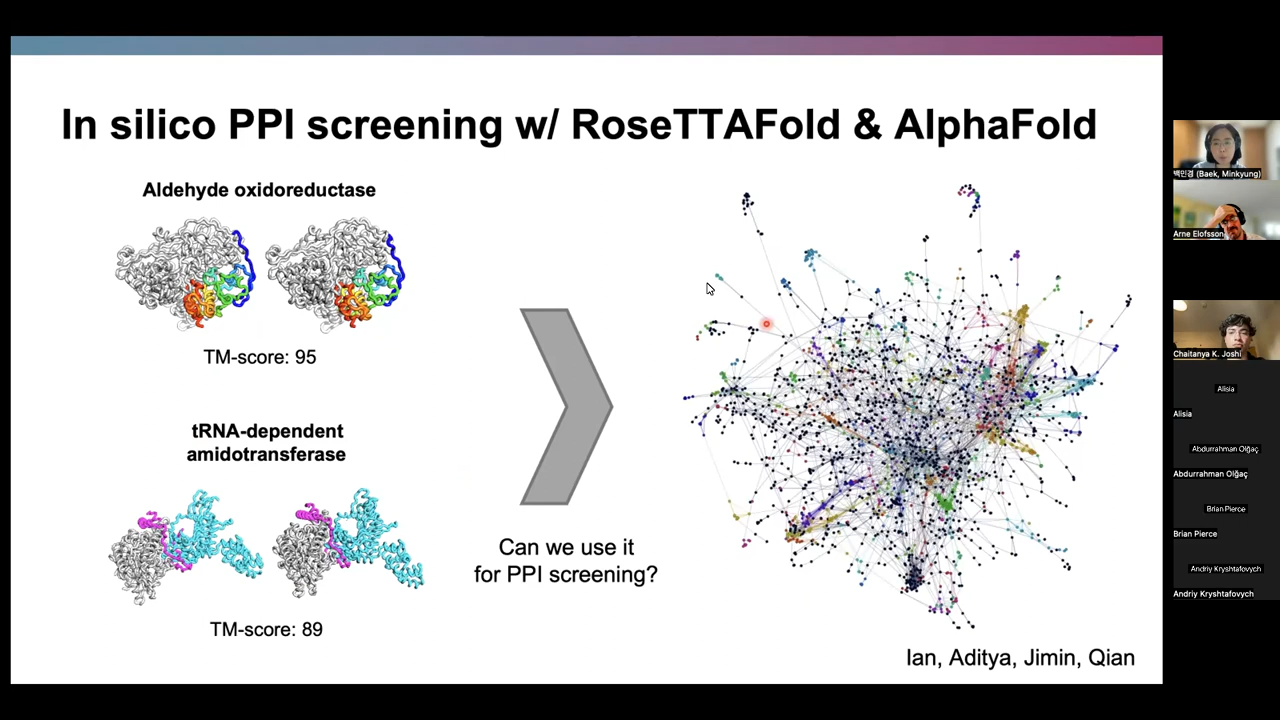 In silico PPI screening w/ RoseTTAFold & AlphaFold
Aldehyde oxidoreductase
TM-score: 95
tRNA-dependent
amidotransferase
TM-score: 89
Can we use it
for PPI screening?
Ian, Aditya, Jimin, Qian
백민경 (Baek, Minkyung)
Arne Elofsson
Chaitanya K. Joshi
Alisia
Alisia
Abdurrahman Olğaç
Abdurrahman Olğaç
Brian Pierce
Brian Pierce
Andriy Kryshtafovych
Andriy Kryshtafovych